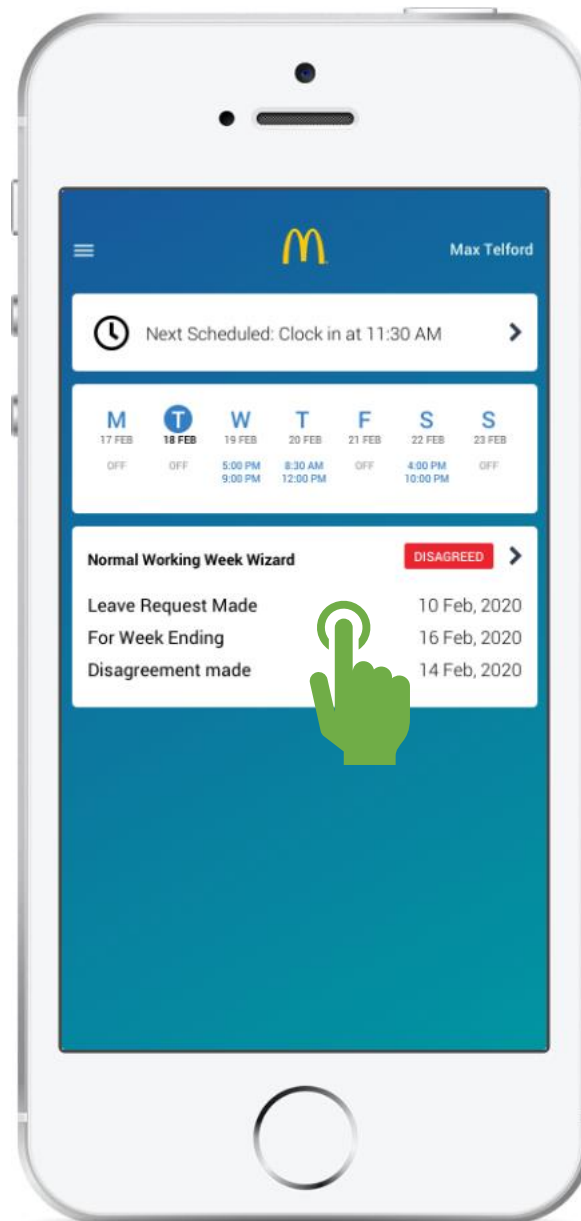 Max Telford
Next Scheduled: Clock in at 11:30 AM
M T W T F S S
17 FEB 18 FEB 19 FEB 20 FEB 21 FEB 22 FEB 23 FEB
OFF OFF 5:00 PM 8:30 AM OFF 4:00 PM OFF
9:00 PM 12:00 PM 10:00 PM
Normal Working Week Wizard DISAGREED
Leave Request Made 10 Feb, 2020
For Week Ending 16 Feb, 2020
Disagreement made 14 Feb, 2020